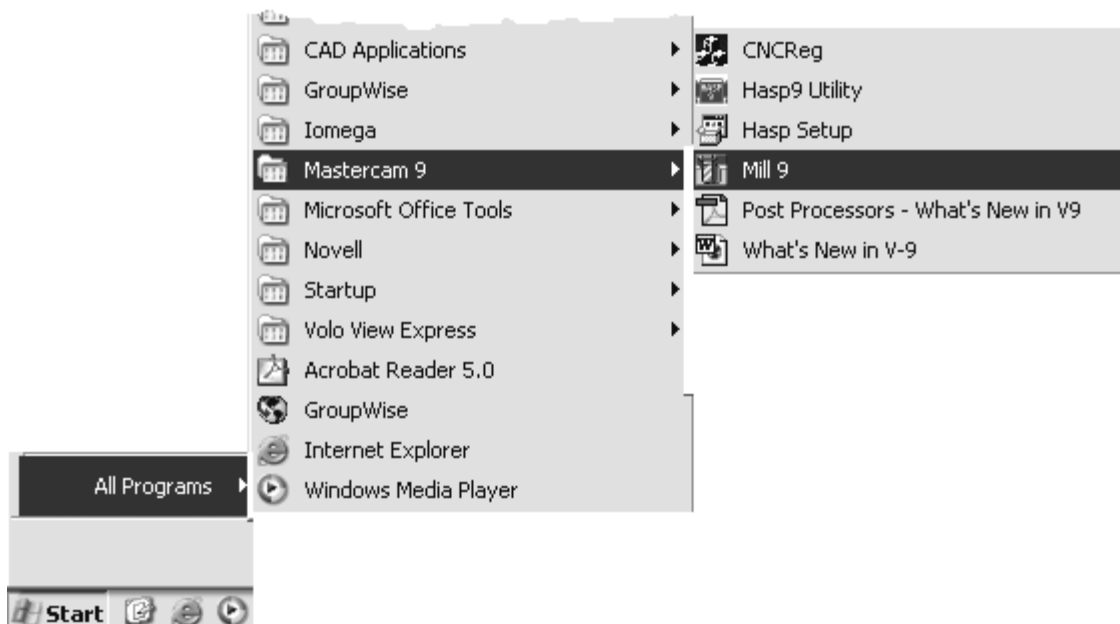 CAD Applications
GroupWise
Iomega
Mastercam 9
Microsoft Office Tools
Novell
Startup
Volo View Express
Acrobat Reader 5.0
GroupWise
Internet Explorer
Windows Media Player
CNCReg
Hasp9 Utility
Hasp Setup
Mill 9
Post Processors - What's New in V9
What's New in V-9
All Programs
Start